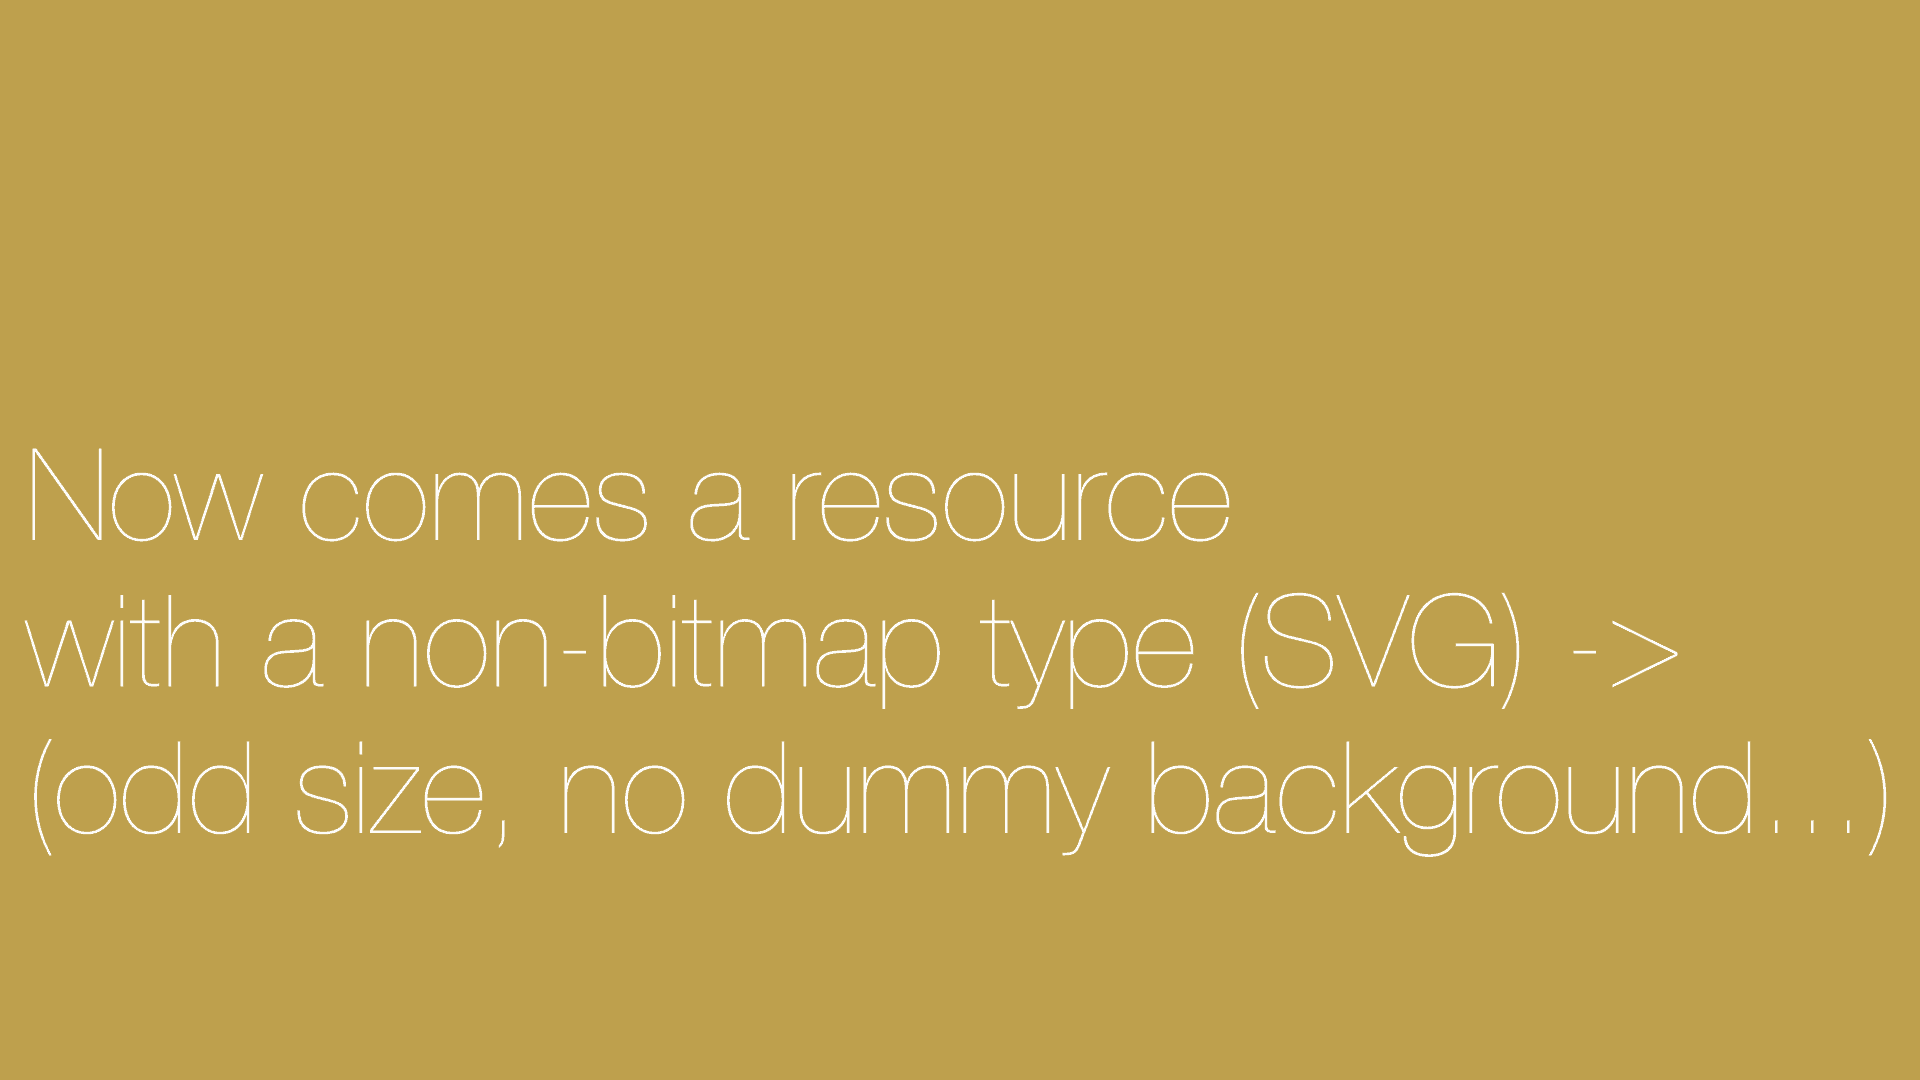 Now comes a resource
with a non-bitmap type (SVG) ->
(odd size, no dummy background...)